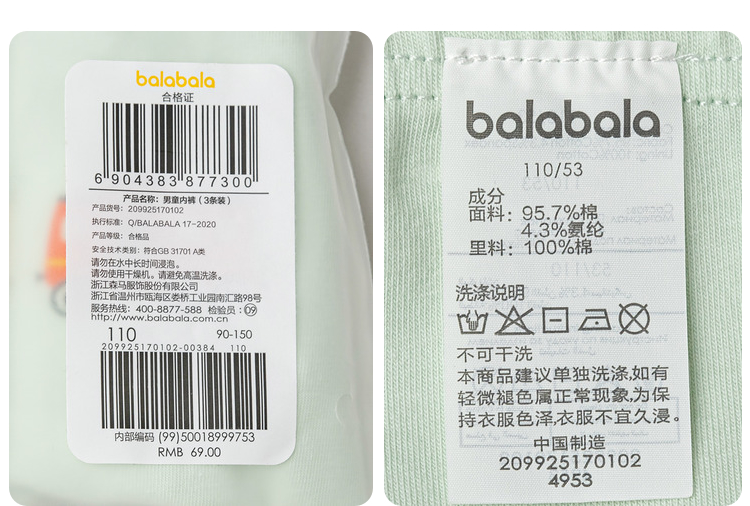 balabala
合格证
6 904383 877300
产品名称: 男童内裤 (3条装)
产品货号: 209925170102
执行标准: Q/BALABALA 17-2020
产品等级: 合格品
安全技术类别: 符合GB 31701 A类
请勿在水中长时间浸泡。
请勿使用干燥机。请避免高温洗涤。
浙江森马服饰股份有限公司
浙江省温州市瓯海区娄桥工业园南汇路98号
服务热线: 400-8877-588 检验员: 09
http://www.balabala.com.cn
110 90-150
209925170102-00384 110
内部编码 (99)50018999753
RMB 69.00
balabala
110/53
成分
面料: 95.7%棉
4.3%氨纶
里料: 100%棉
洗涤说明
不可干洗
本商品建议单独洗涤,如有
轻微褪色属正常现象,为保
持衣服色泽,衣服不宜久浸。
中国制造
209925170102
4953